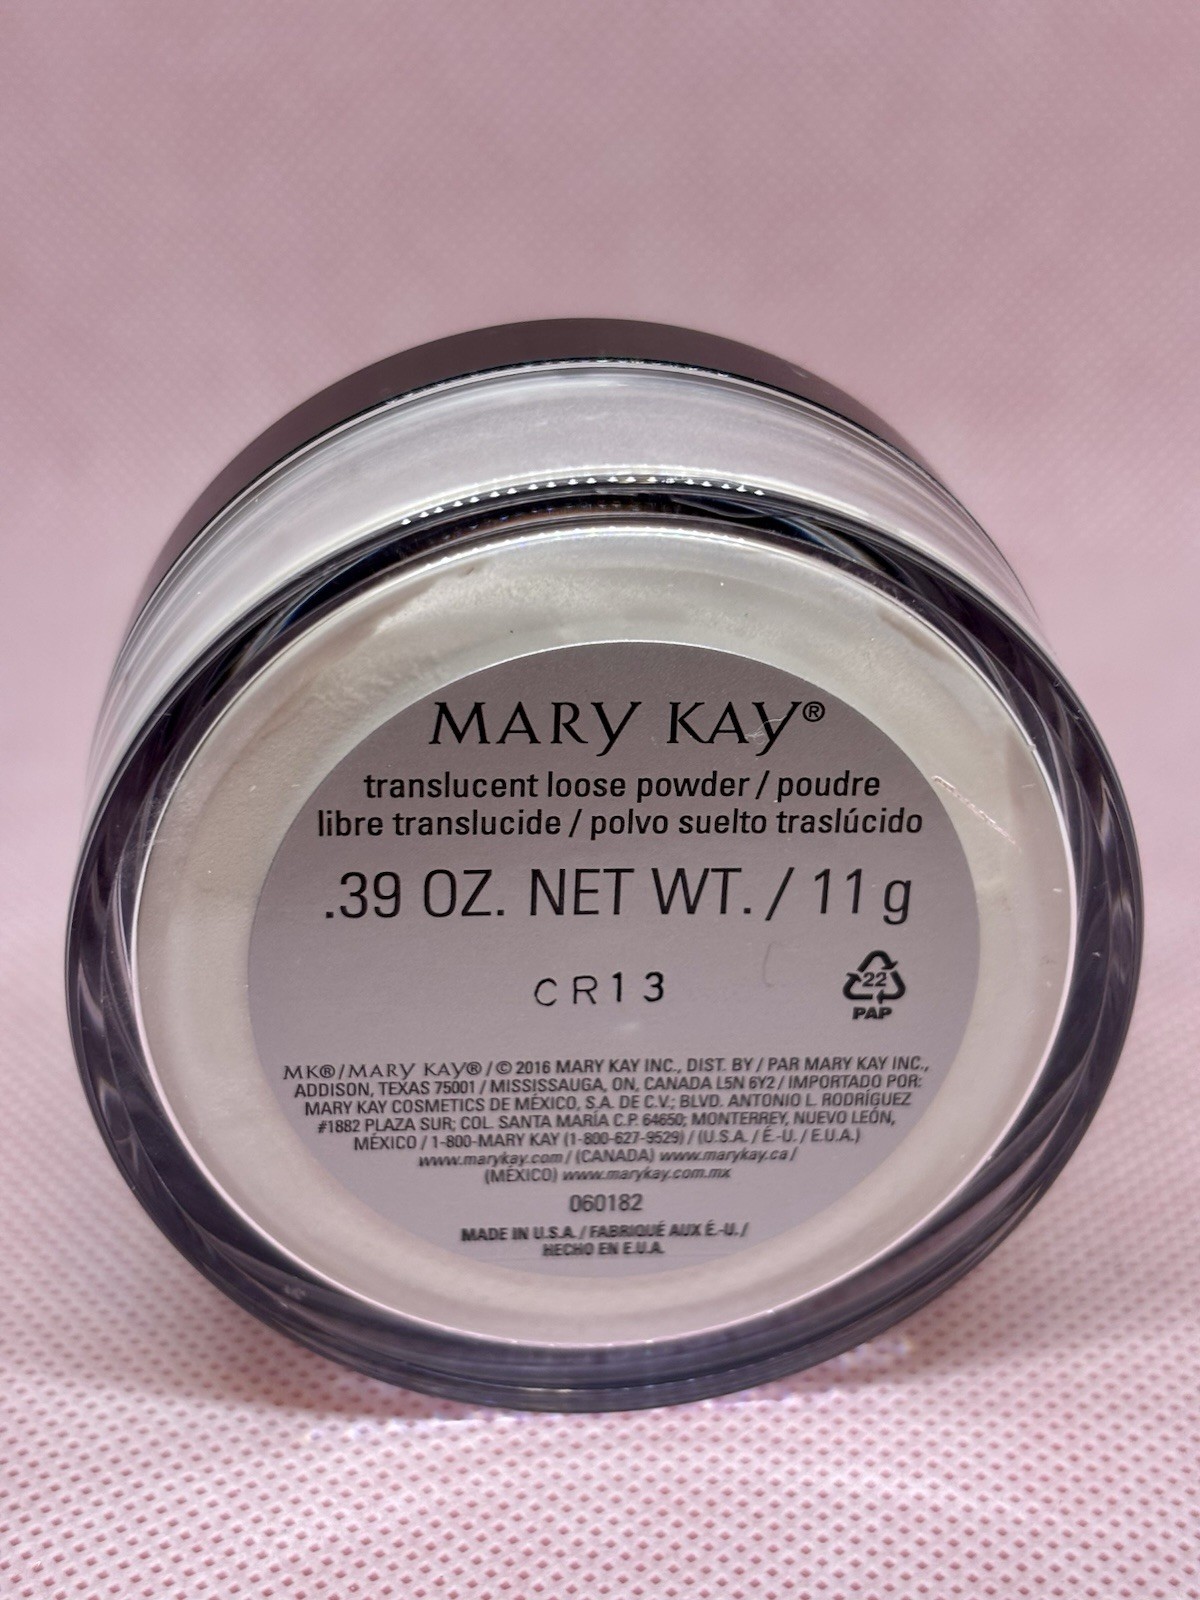 MARY KAY®
translucent loose powder / poudre
libre translucide / polvo suelto traslúcido
.39 OZ. NET WT. / 11 g
CR13
22
PAP
MK®/MARY KAY®/© 2016 MARY KAY INC., DIST. BY / PAR MARY KAY INC.,
ADDISON, TEXAS 75001 / MISSISSAUGA, ON, CANADA L5N 6Y2 / IMPORTADO POR:
MARY KAY COSMETICS DE MÉXICO, S.A. DE C.V.; BLVD. ANTONIO L. RODRÍGUEZ
#1882 PLAZA SUR; COL. SANTA MARÍA C.P. 64650; MONTERREY, NUEVO LEÓN,
MÉXICO / 1-800-MARY KAY (1-800-627-9529) / (U.S.A. / É.-U. / E.U.A.)
www.marykay.com / (CANADA) www.marykay.ca /
(MÉXICO) www.marykay.com.mx
060182
MADE IN U.S.A. / FABRIQUÉ AUX É.-U. /
HECHO EN E.U.A.